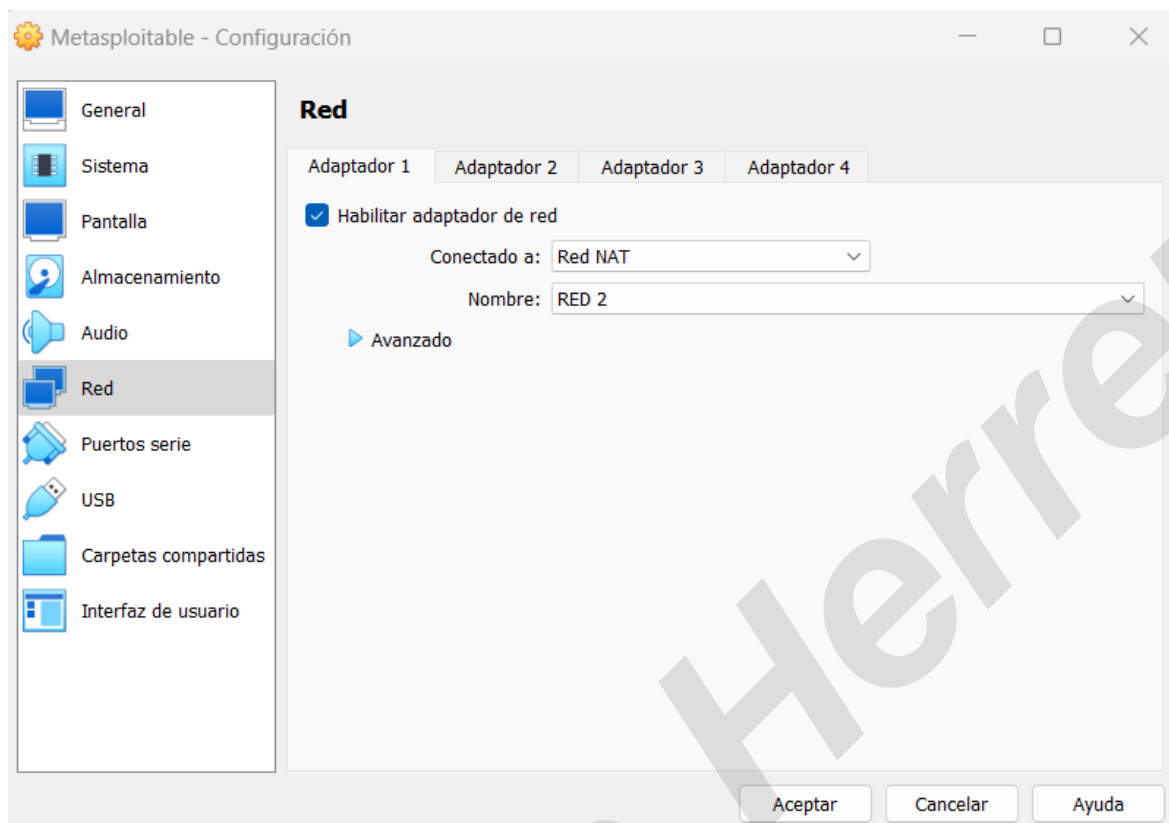 Metasploitable - Configuración
General
Sistema
Pantalla
Almacenamiento
Audio
Red
Puertos serie
USB
Carpetas compartidas
Interfaz de usuario
Red
Adaptador 1 Adaptador 2 Adaptador 3 Adaptador 4
Habilitar adaptador de red
Conectado a: Red NAT
Nombre: RED 2
Avanzado
Aceptar Cancelar Ayuda